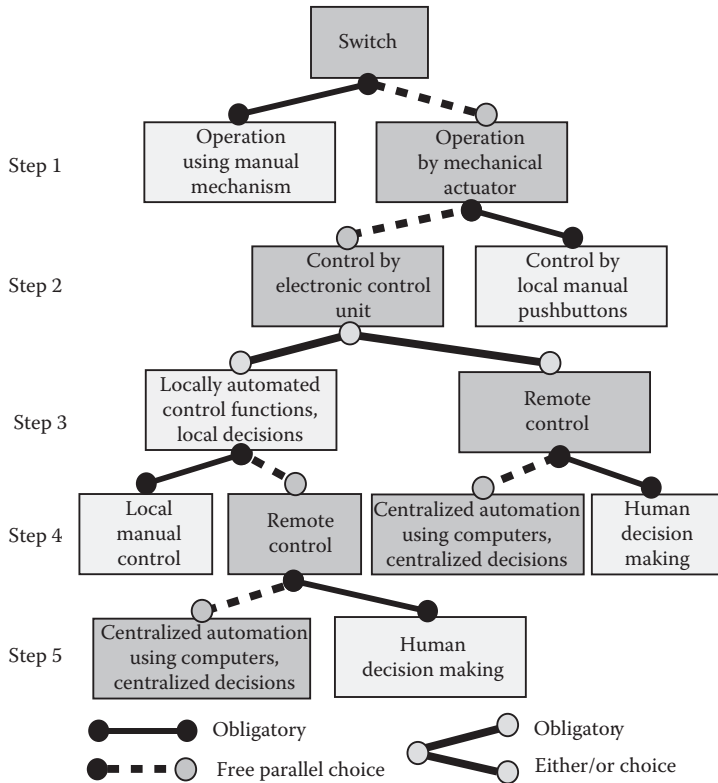 Switch
Step 1
Operation
using manual
mechanism
Operation
by mechanical
actuator
Step 2
Control by
electronic control
unit
Control by
local manual
pushbuttons
Step 3
Locally automated
control functions,
local decisions
Remote
control
Step 4
Local
manual
control
Remote
control
Centralized automation
using computers,
centralized decisions
Human
decision
making
Step 5
Centralized automation
using computers,
centralized decisions
Human
decision making
Obligatory
Free parallel choice
Obligatory
Either/or choice